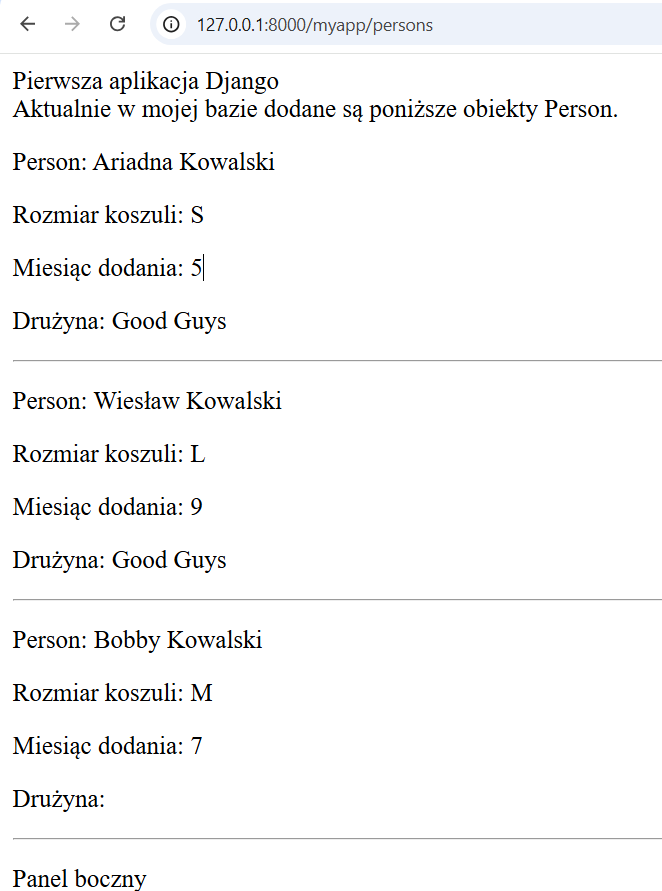 127.0.0.1:8000/myapp/persons
Pierwsza aplikacja Django
Aktualnie w mojej bazie dodane są poniższe obiekty Person.
Person: Ariadna Kowalski
Rozmiar koszuli: S
Miesiąc dodania: 5
Drużyna: Good Guys
Person: Wiesław Kowalski
Rozmiar koszuli: L
Miesiąc dodania: 9
Drużyna: Good Guys
Person: Bobby Kowalski
Rozmiar koszuli: M
Miesiąc dodania: 7
Drużyna:
Panel boczny